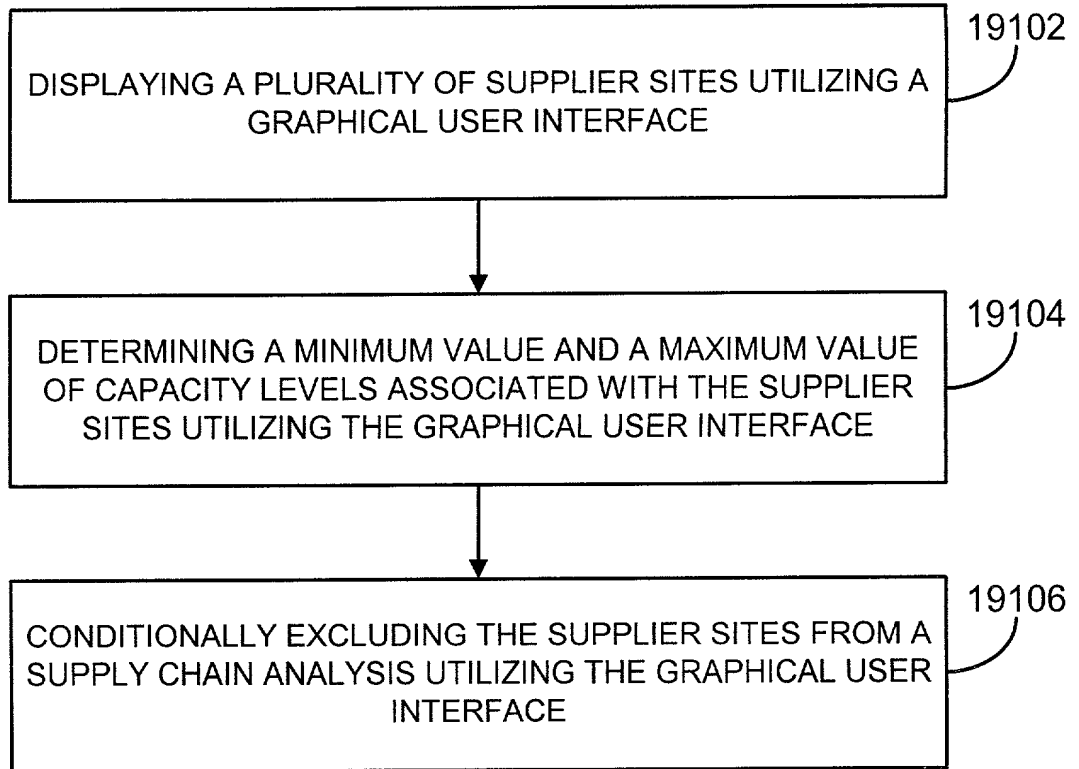 19102
DISPLAYING A PLURALITY OF SUPPLIER SITES UTILIZING A
GRAPHICAL USER INTERFACE
19104
DETERMINING A MINIMUM VALUE AND A MAXIMUM VALUE
OF CAPACITY LEVELS ASSOCIATED WITH THE SUPPLIER
SITES UTILIZING THE GRAPHICAL USER INTERFACE
19106
CONDITIONALLY EXCLUDING THE SUPPLIER SITES FROM A
SUPPLY CHAIN ANALYSIS UTILIZING THE GRAPHICAL USER
INTERFACE